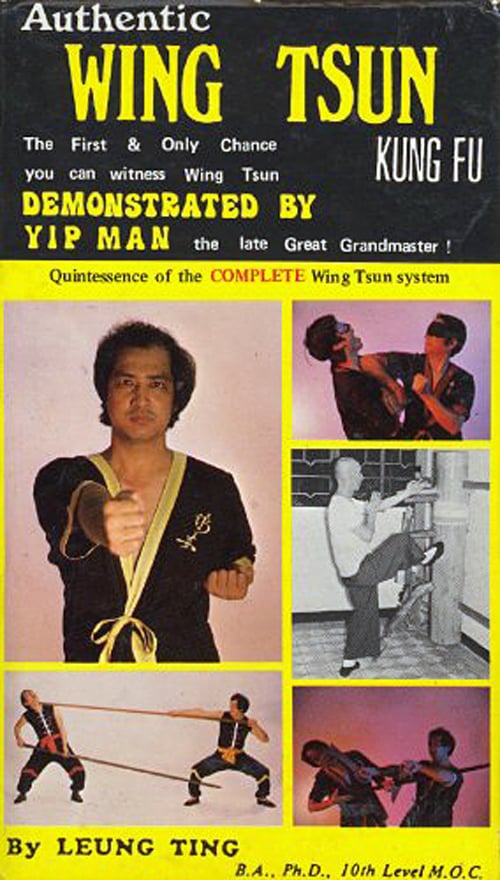 Authentic
WING TSUN
KUNG FU
The First & Only Chance
you can witness Wing Tsun
DEMONSTRATED BY
YIP MAN the late Great Grandmaster !
Quintessence of the COMPLETE Wing Tsun system
By LEUNG TING
B.A., Ph.D., 10th Level M.O.C.